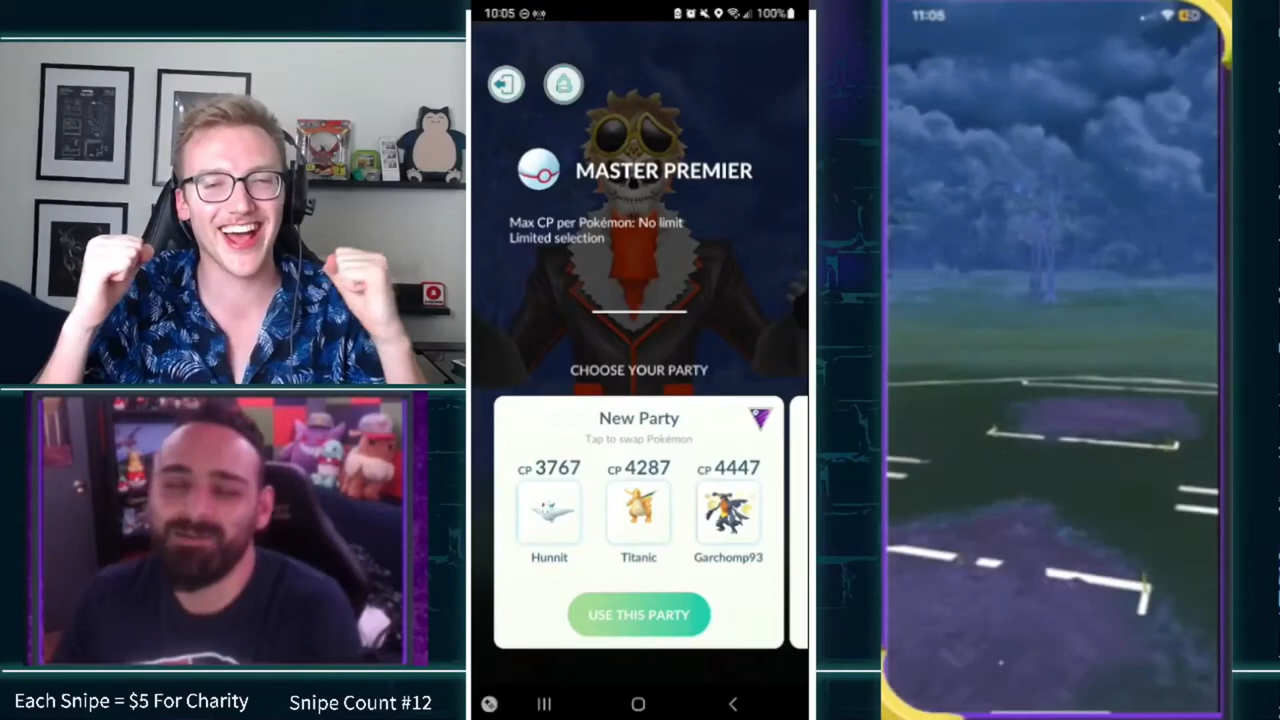 10:05
100%
MASTER PREMIER
Max CP per Pokémon: No limit
Limited selection
CHOOSE YOUR PARTY
New Party
Tap to swap Pokémon
CP 3767 CP 4287 CP 4447
Hunnit Titanic Garchomp93
USE THIS PARTY
11:05
Each Snipe = $5 For Charity Snipe Count #12